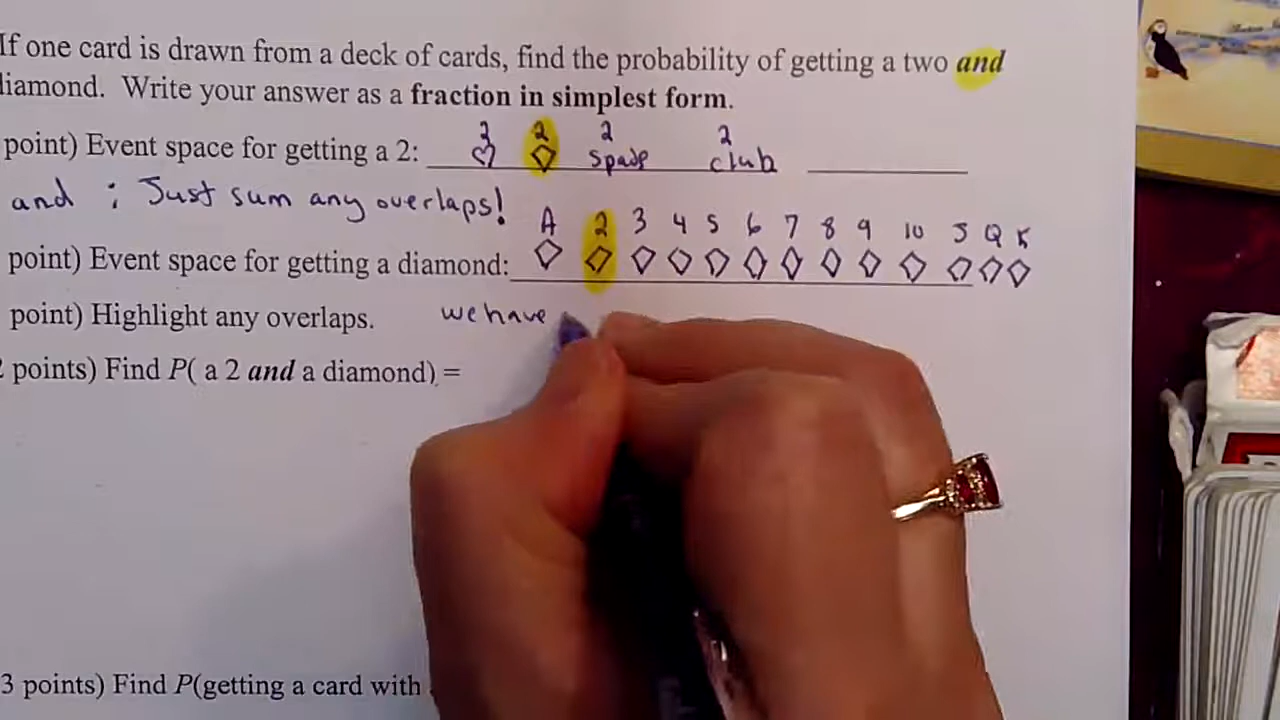 If one card is drawn from a deck of cards, find the probability of getting a two and
diamond. Write your answer as a fraction in simplest form.
point) Event space for getting a 2: 2 2 2 spade 2 club
and : Just sum any overlaps!
A 2 3 4 5 6 7 8 9 10 J Q K
point) Event space for getting a diamond:
point) Highlight any overlaps. we have
2 points) Find P( a 2 and a diamond) =
3 points) Find P(getting a card with